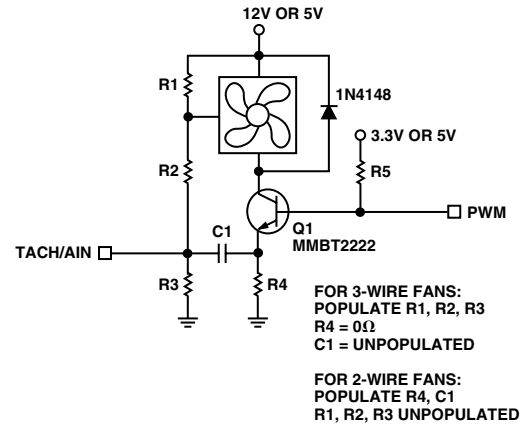 12V OR 5V
R1
1N4148
3.3V OR 5V
R2
R5
PWM
Q1
MMBT2222
C1
TACH/AIN
R3
R4
FOR 3-WIRE FANS:
POPULATE R1, R2, R3
R4 = 0Ω
C1 = UNPOPULATED
FOR 2-WIRE FANS:
POPULATE R4, C1
R1, R2, R3 UNPOPULATED